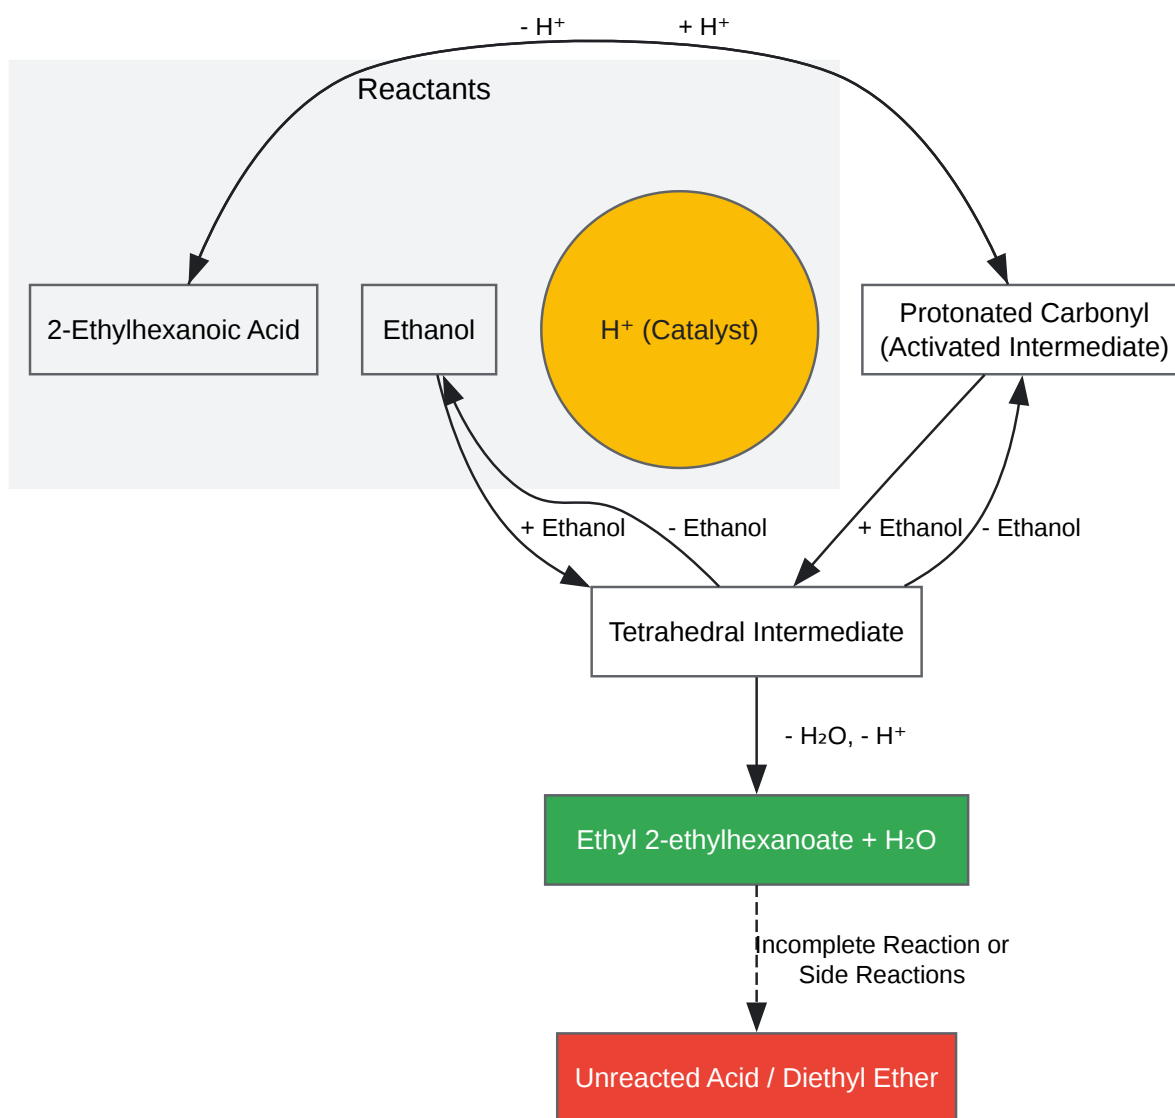 - H⁺
+ H⁺
Reactants
2-Ethylhexanoic Acid
Ethanol
H⁺ (Catalyst)
Protonated Carbonyl
(Activated Intermediate)
+ Ethanol
- Ethanol
+ Ethanol
- Ethanol
Tetrahedral Intermediate
- H₂O, - H⁺
Ethyl 2-ethylhexanoate + H₂O
Incomplete Reaction or
Side Reactions
Unreacted Acid / Diethyl Ether